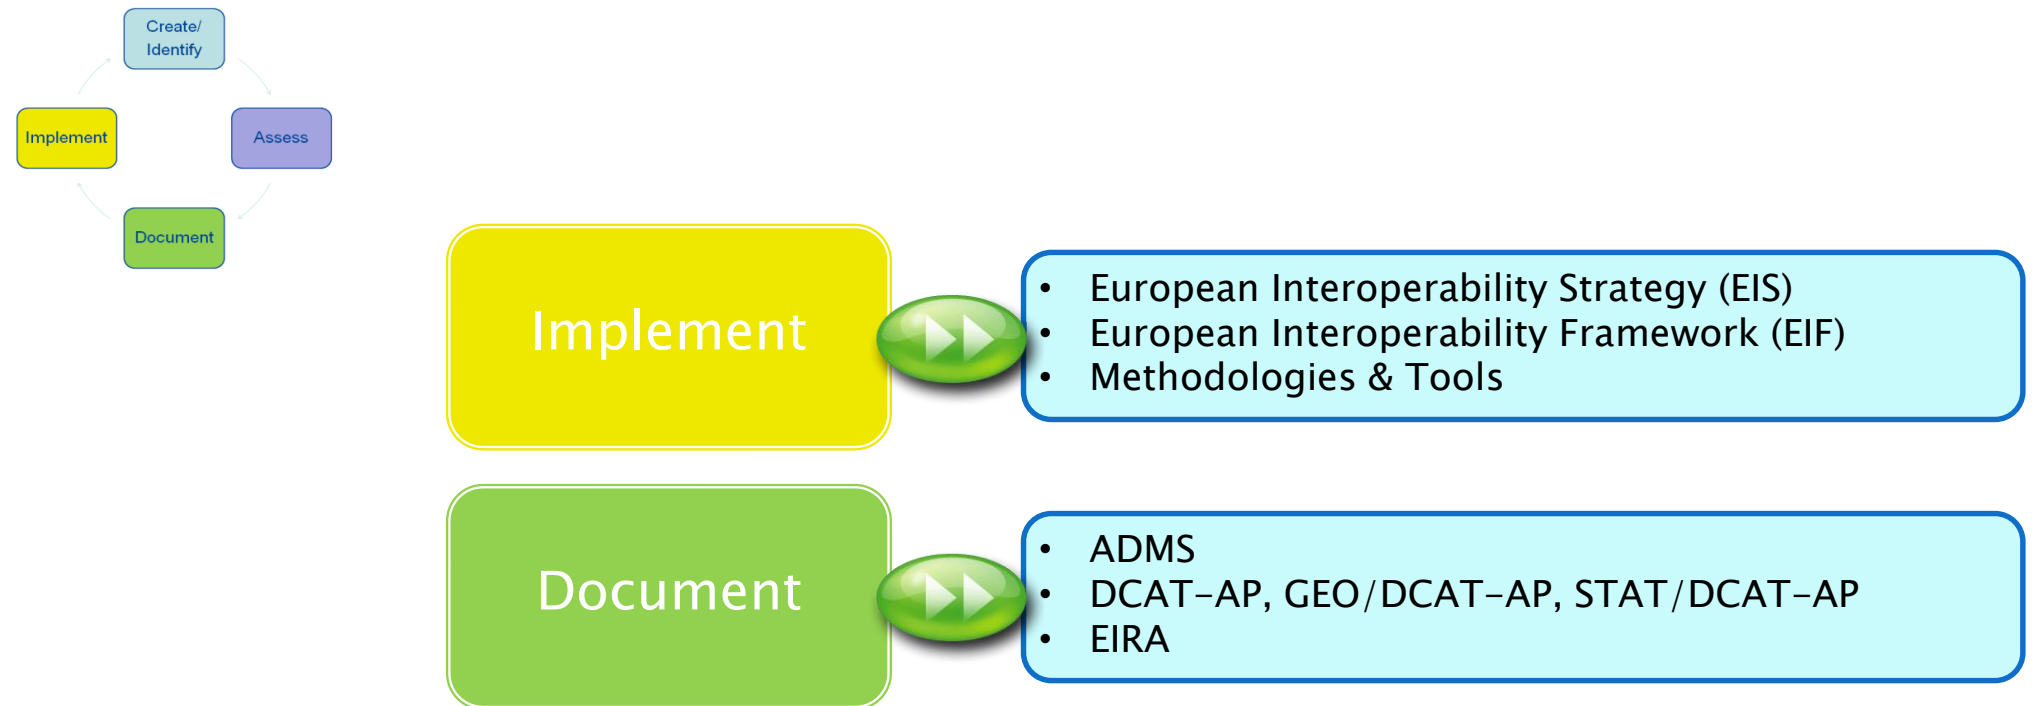 Create/
Identify
Implement
Assess
Document
Implement
• European Interoperability Strategy (EIS)
• European Interoperability Framework (EIF)
• Methodologies & Tools
Document
• ADMS
• DCAT-AP, GEO/DCAT-AP, STAT/DCAT-AP
• EIRA